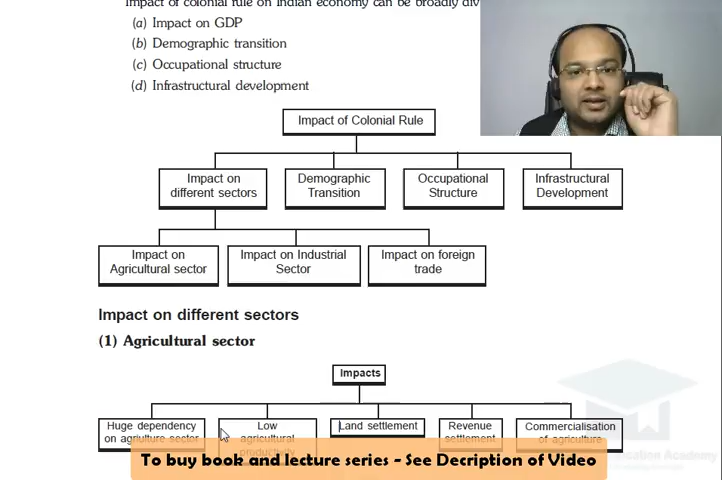 Impact of colonial rule on Indian economy can be broadly div
(a) Impact on GDP
(b) Demographic transition
(c) Occupational structure
(d) Infrastructural development
Impact of Colonial Rule
Impact on
different sectors
Demographic
Transition
Occupational
Structure
Infrastructural
Development
Impact on
Agricultural sector
Impact on Industrial
Sector
Impact on foreign
trade
Impact on different sectors
(1) Agricultural sector
Impacts
Huge dependency
on agriulture sector
Low
agricultural
productivity
Land settlement
Revenue
settlement
Commercialisation
of agriculture
To buy book and lecture series - See Decription of Video